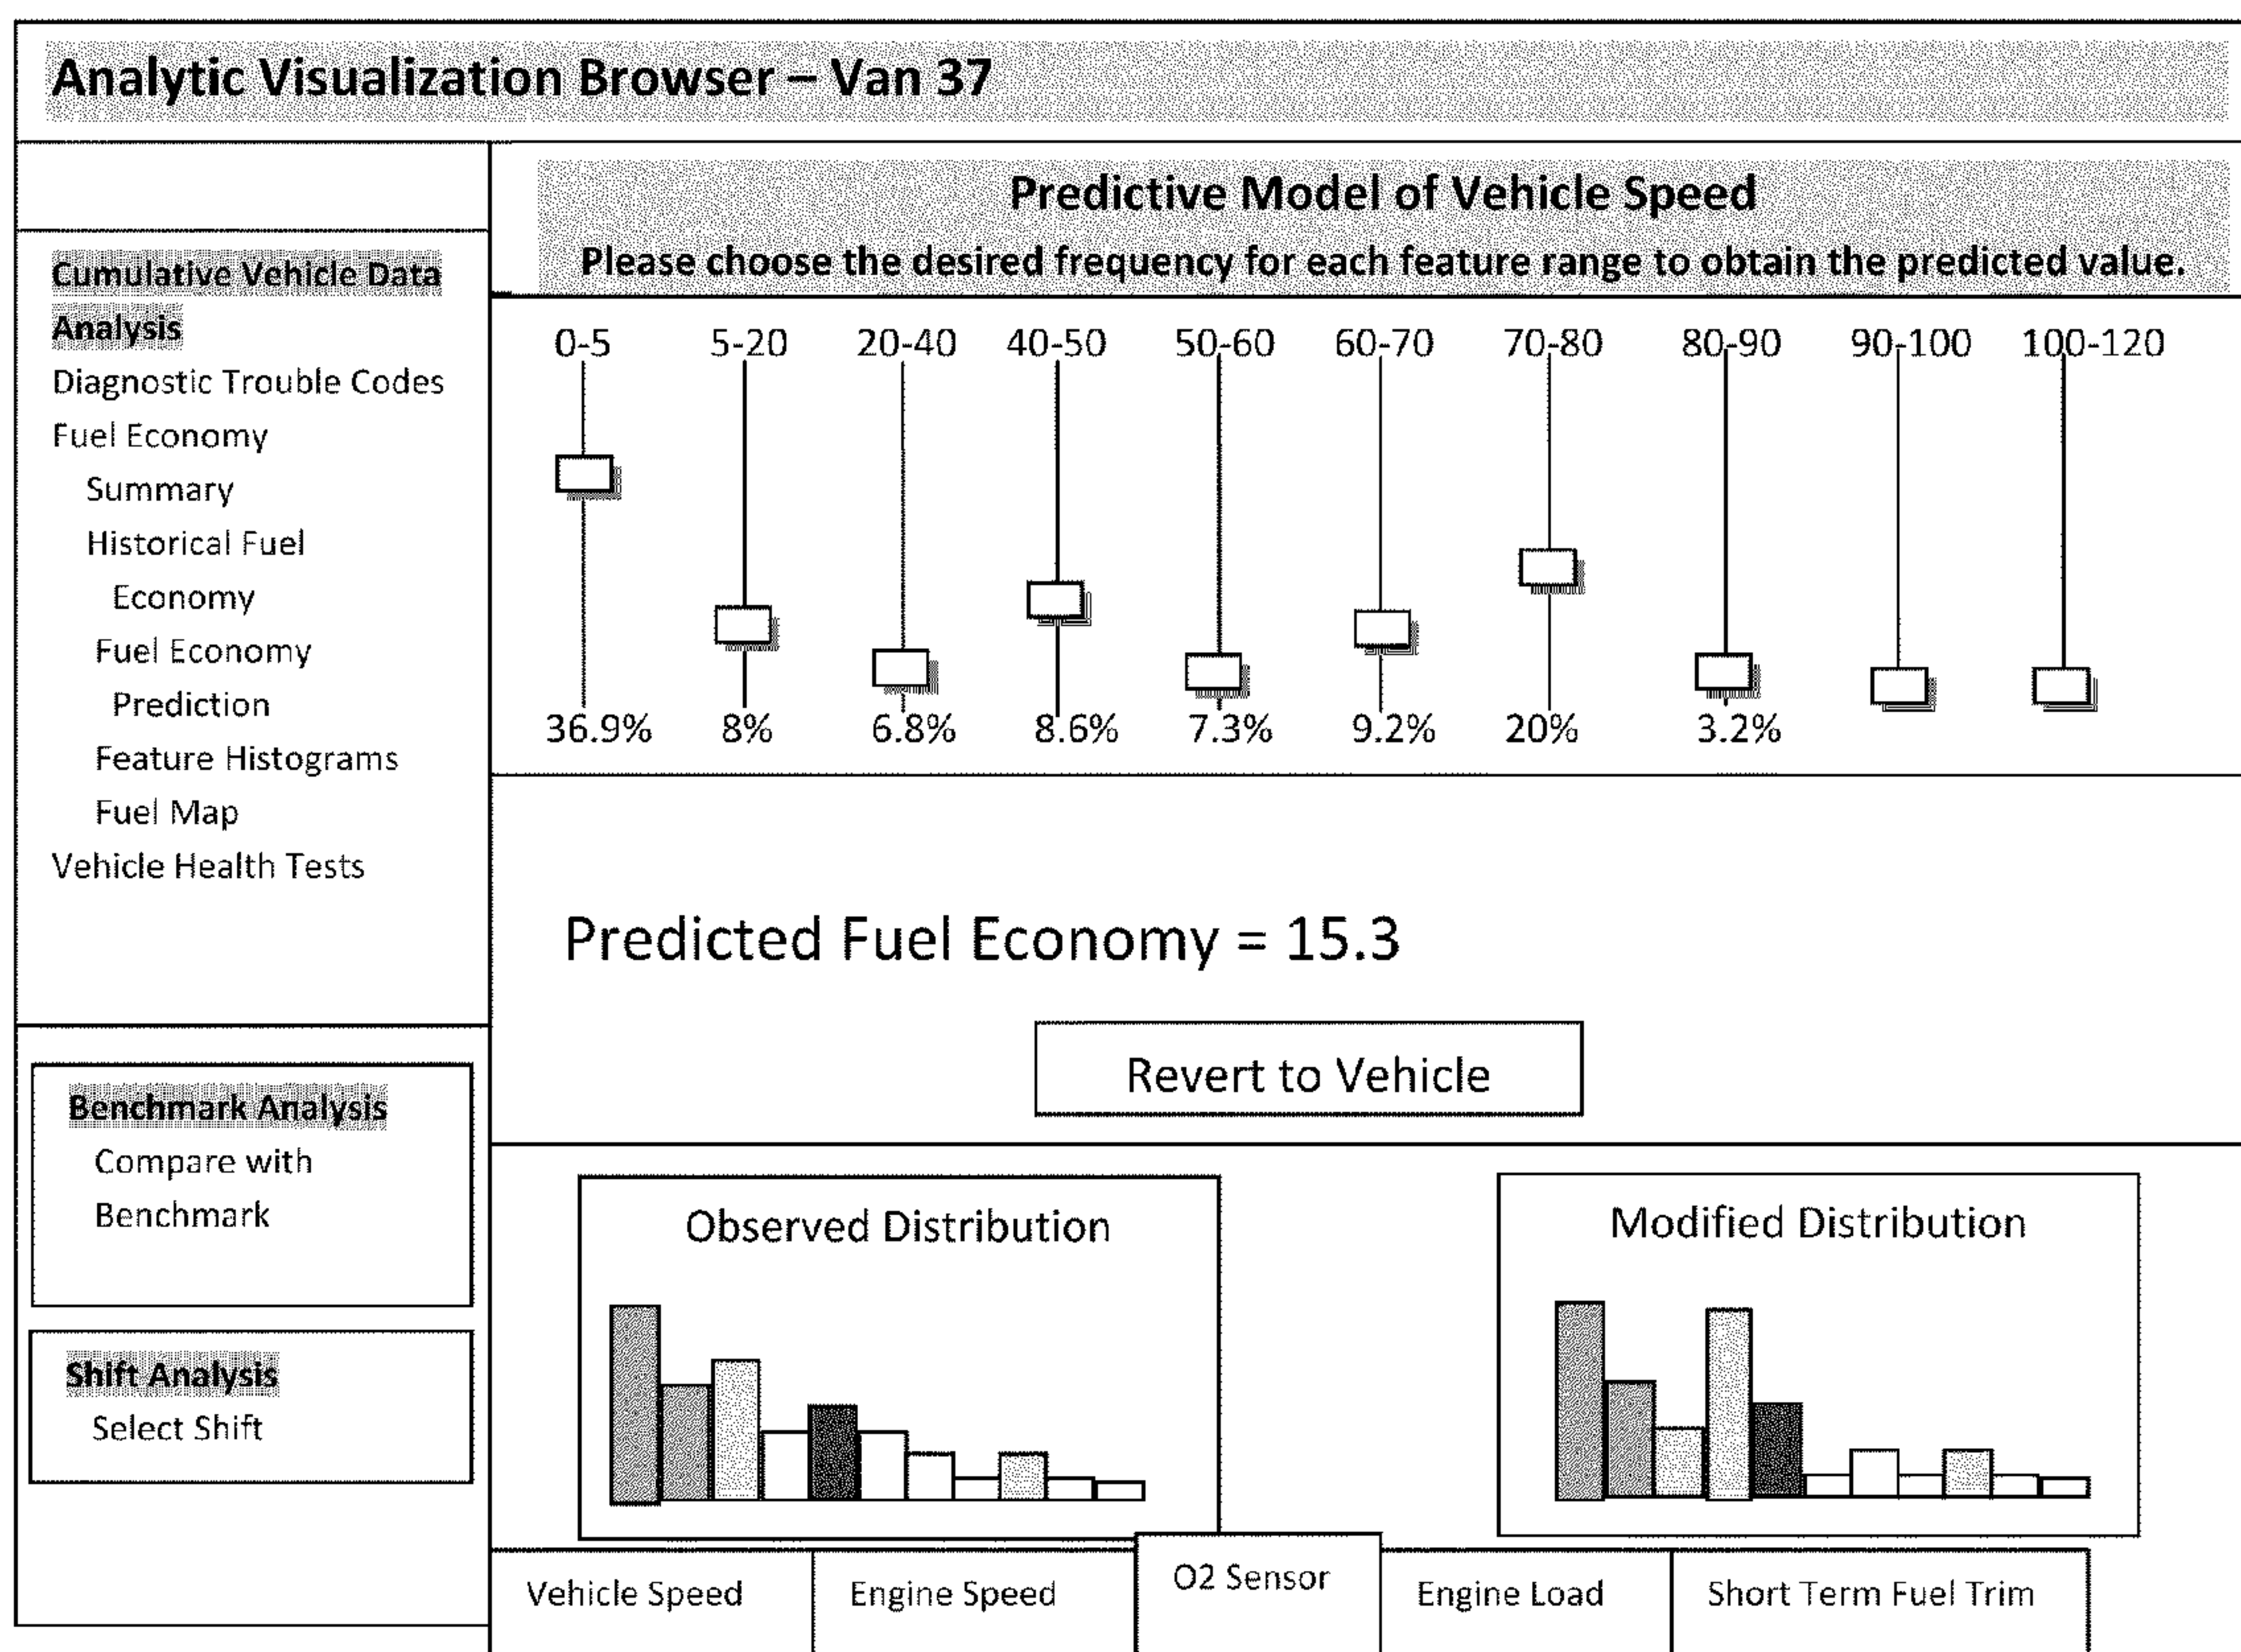 Analytic Visualization Browser – Van 37
Cumulative Vehicle Data
Analysis
Diagnostic Trouble Codes
Fuel Economy
Summary
Historical Fuel
Economy
Fuel Economy
Prediction
Feature Histograms
Fuel Map
Vehicle Health Tests
Benchmark Analysis
Compare with
Benchmark
Shift Analysis
Select Shift
Predictive Model of Vehicle Speed
Please choose the desired frequency for each feature range to obtain the predicted value.
0-5 5-20 20-40 40-50 50-60 60-70 70-80 80-90 90-100 100-120
36.9% 8% 6.8% 8.6% 7.3% 9.2% 20% 3.2%
Predicted Fuel Economy = 15.3
Revert to Vehicle
Observed Distribution
Modified Distribution
Vehicle Speed Engine Speed O2 Sensor Engine Load Short Term Fuel Trim